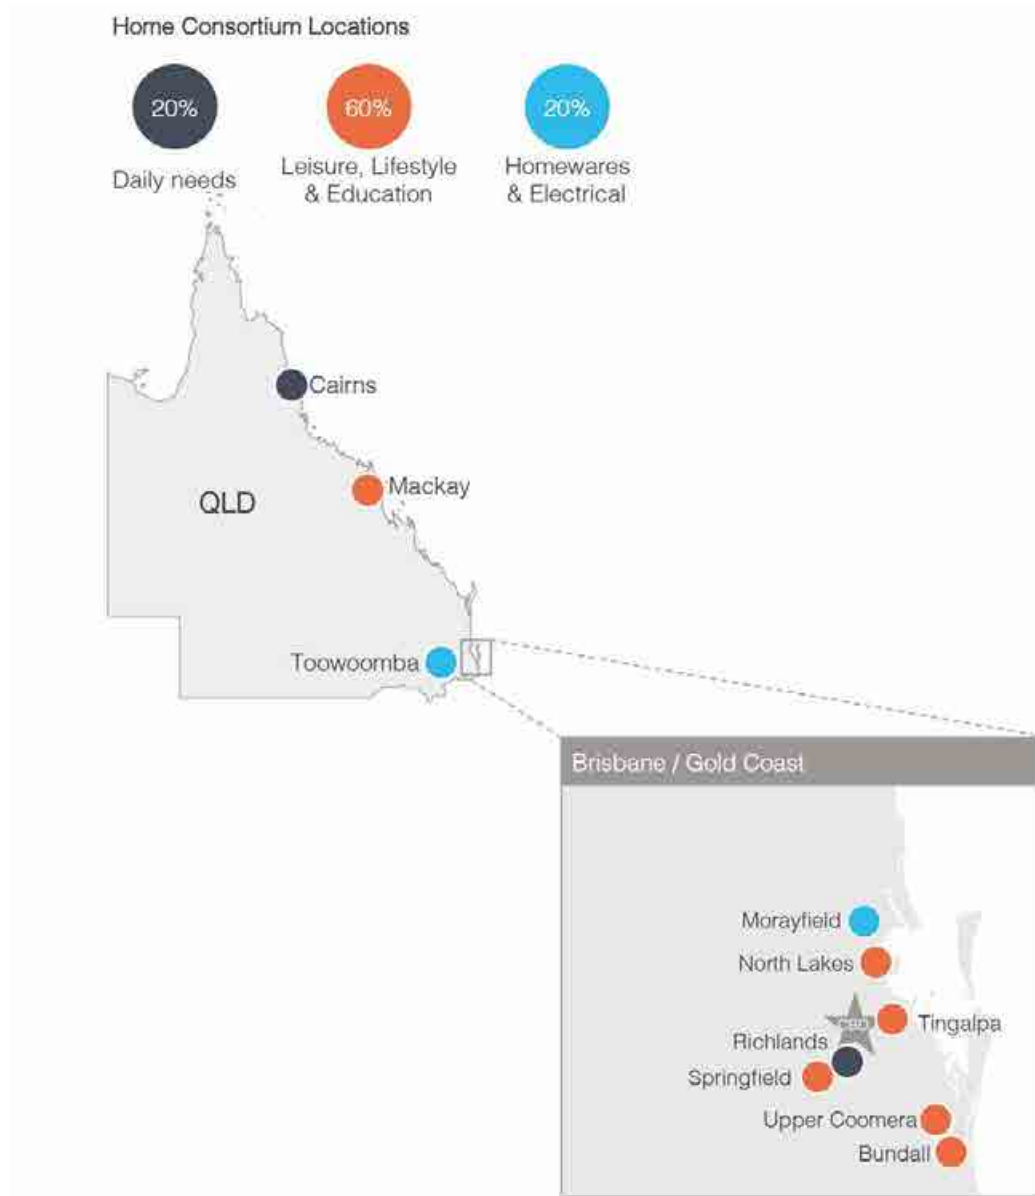 Home Consortium Locations
20%
60%
20%
Daily needs
Leisure, Lifestyle
& Education
Homewares
& Electrical
Cairns
Mackay
QLD
Toowoomba
Brisbane / Gold Coast
Morayfield
North Lakes
Tingalpa
Richlands
Springfield
Upper Coomera
Bundall